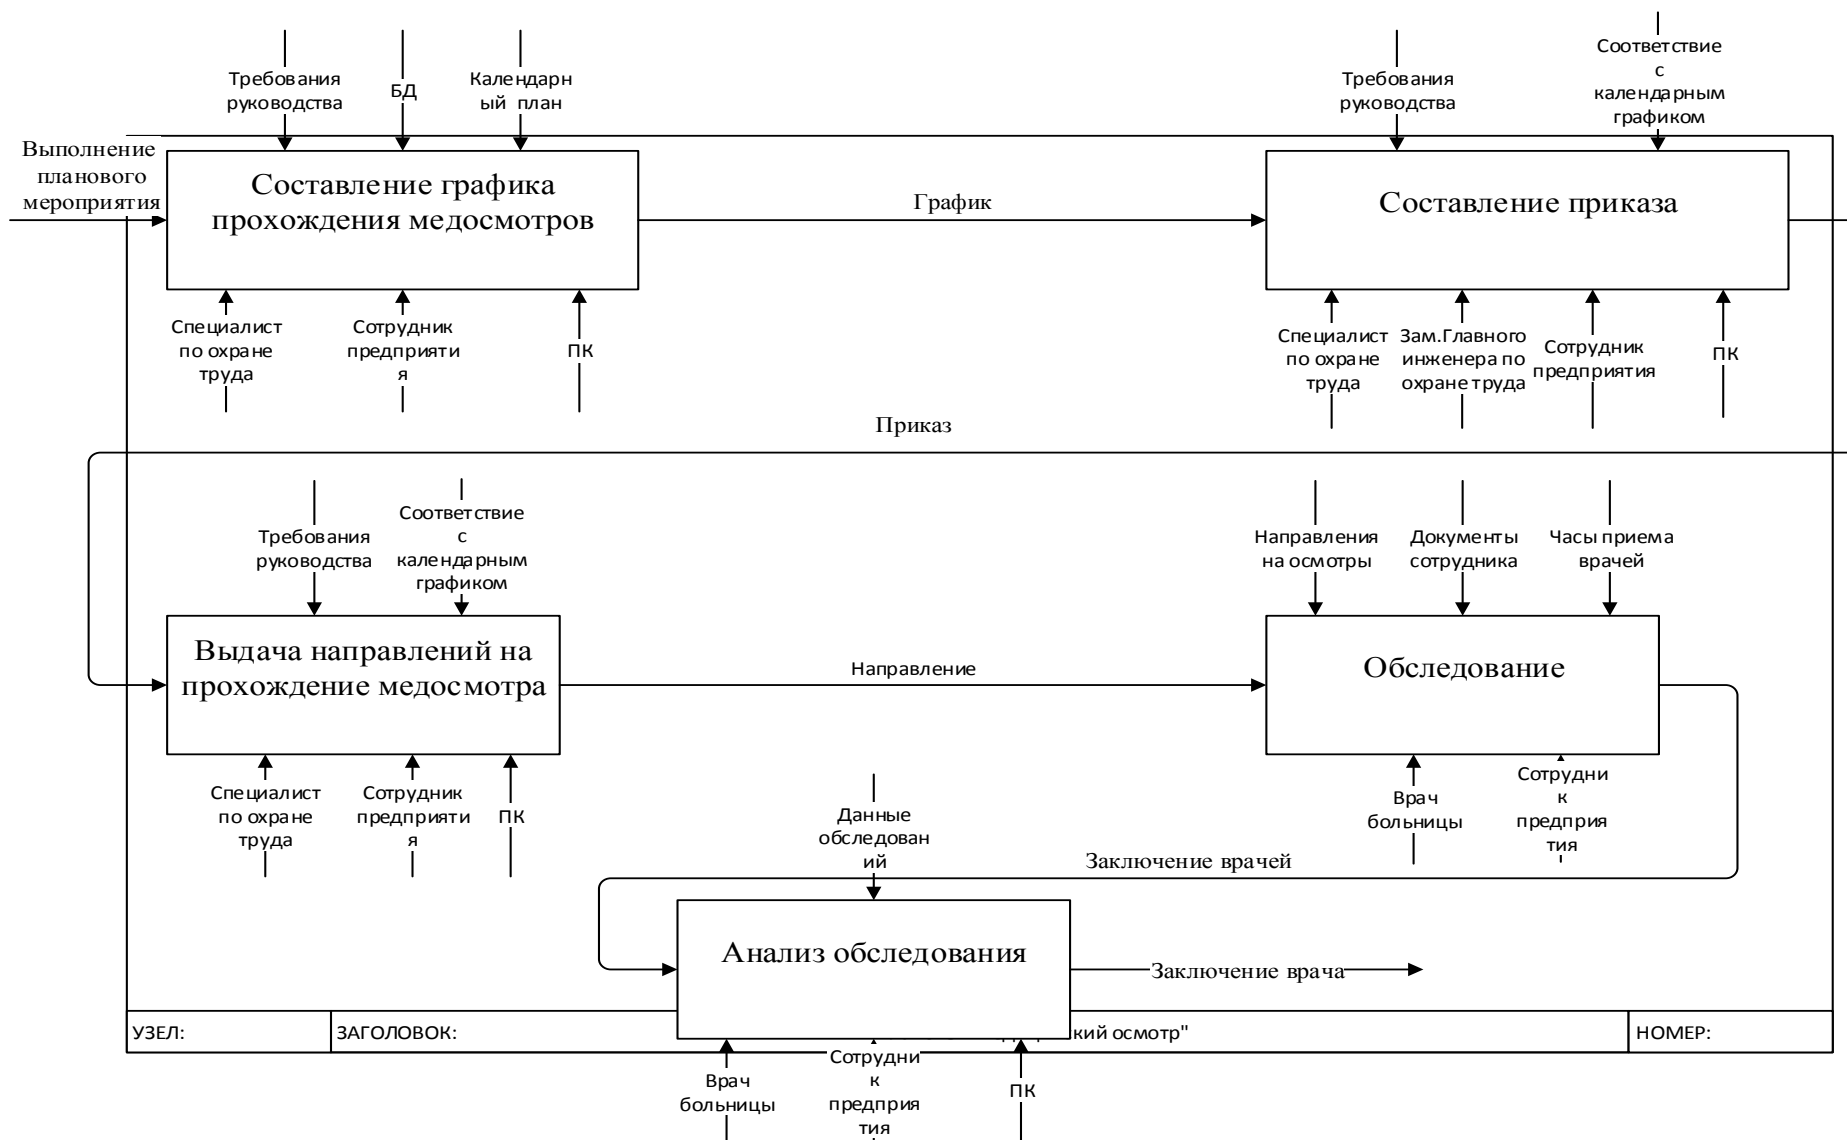 Требования
руководства
БД
Календарн
ый план
Требования
руководства
Соответствие
с
календарным
графиком
Выполнение
планового
мероприятия
Составление графика
прохождения медосмотров
График
Составление приказа
Специалист
по охране
труда
Сотрудник
предприяти
я
ПК
Специалист
по охране
труда
Зам.Главного
инженера по
охране труда
Сотрудник
предприятия
ПК
Приказ
Требования
руководства
Соответствие
с
календарным
графиком
Направления
на осмотры
Документы
сотрудника
Часы приема
врачей
Выдача направлений на
прохождение медосмотра
Направление
Обследование
Специалист
по охране
труда
Сотрудник
предприяти
я
ПК
Данные
обследован
ий
Врач
больницы
Сотрудни
к
предприя
тия
Заключение врачей
Анализ обследования
Заключение врача
УЗЕЛ:
ЗАГОЛОВОК:
кий осмотр"
НОМЕР:
Врач
больницы
Сотрудни
к
предприя
тия
ПК